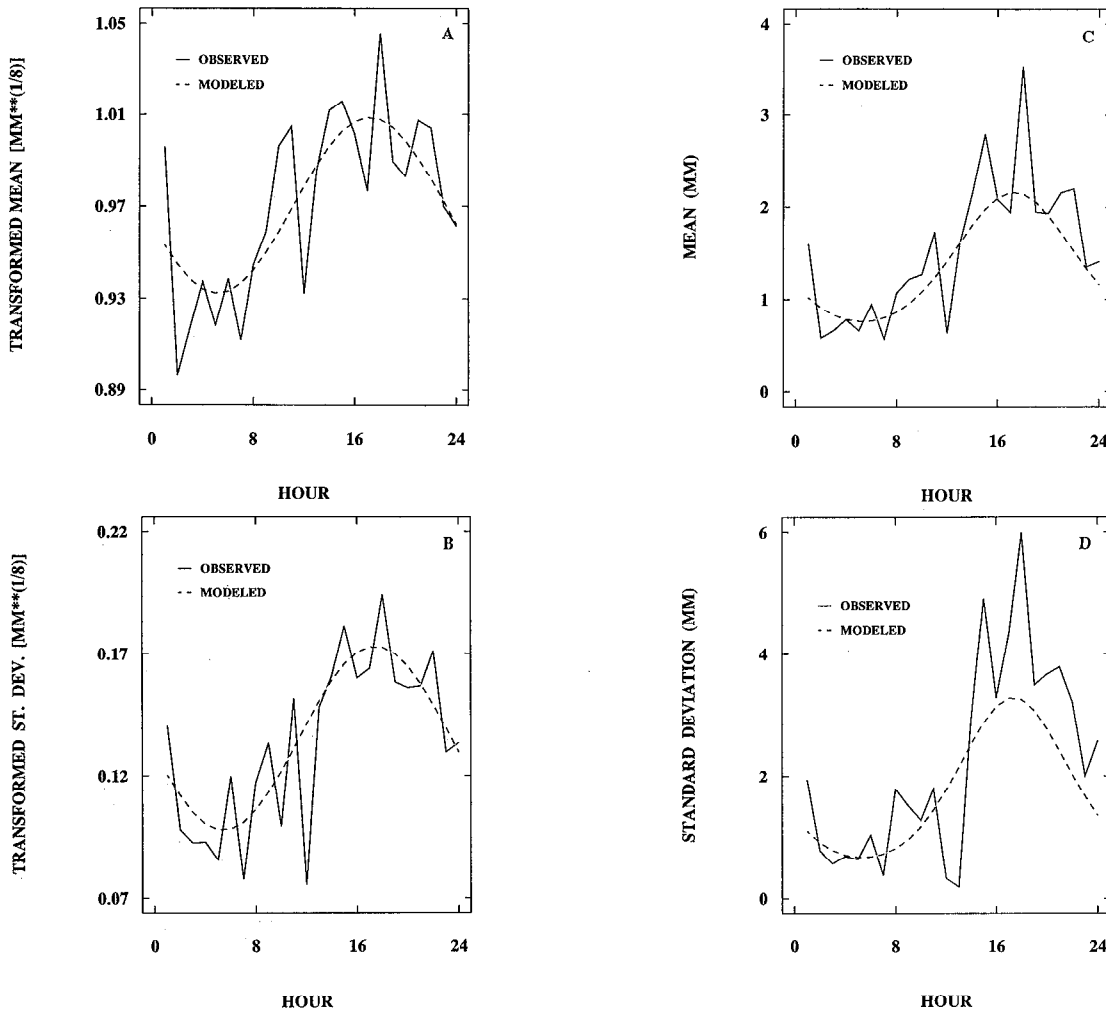 TRANSFORMED MEAN [MM**(1/8)]
1.05
1.01
0.97
0.93
0.89
A
OBSERVED
MODELED
0 8 16 24
HOUR
MEAN (MM)
4
3
2
1
0
C
OBSERVED
MODELED
0 8 16 24
HOUR
TRANSFORMED ST. DEV. [MM**(1/8)]
0.22
0.17
0.12
0.07
B
OBSERVED
MODELED
0 8 16 24
HOUR
STANDARD DEVIATION (MM)
6
4
2
0
D
OBSERVED
MODELED
0 8 16 24
HOUR